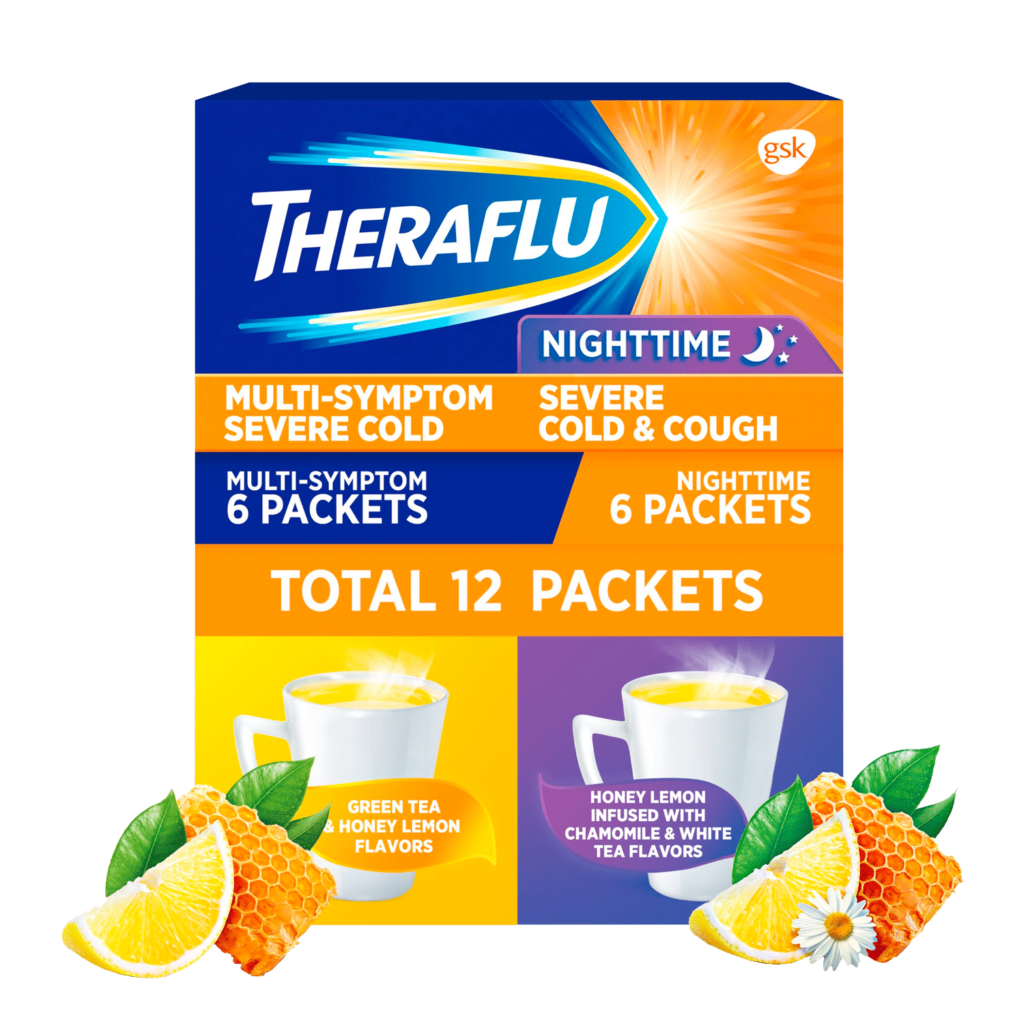 gsk
THERAFLU
NIGHTTIME
MULTI-SYMPTOM
SEVERE COLD
SEVERE
COLD & COUGH
MULTI-SYMPTOM
6 PACKETS
NIGHTTIME
6 PACKETS
TOTAL 12 PACKETS
GREEN TEA
& HONEY LEMON
FLAVORS
HONEY LEMON
INFUSED WITH
CHAMOMILE & WHITE
TEA FLAVORS